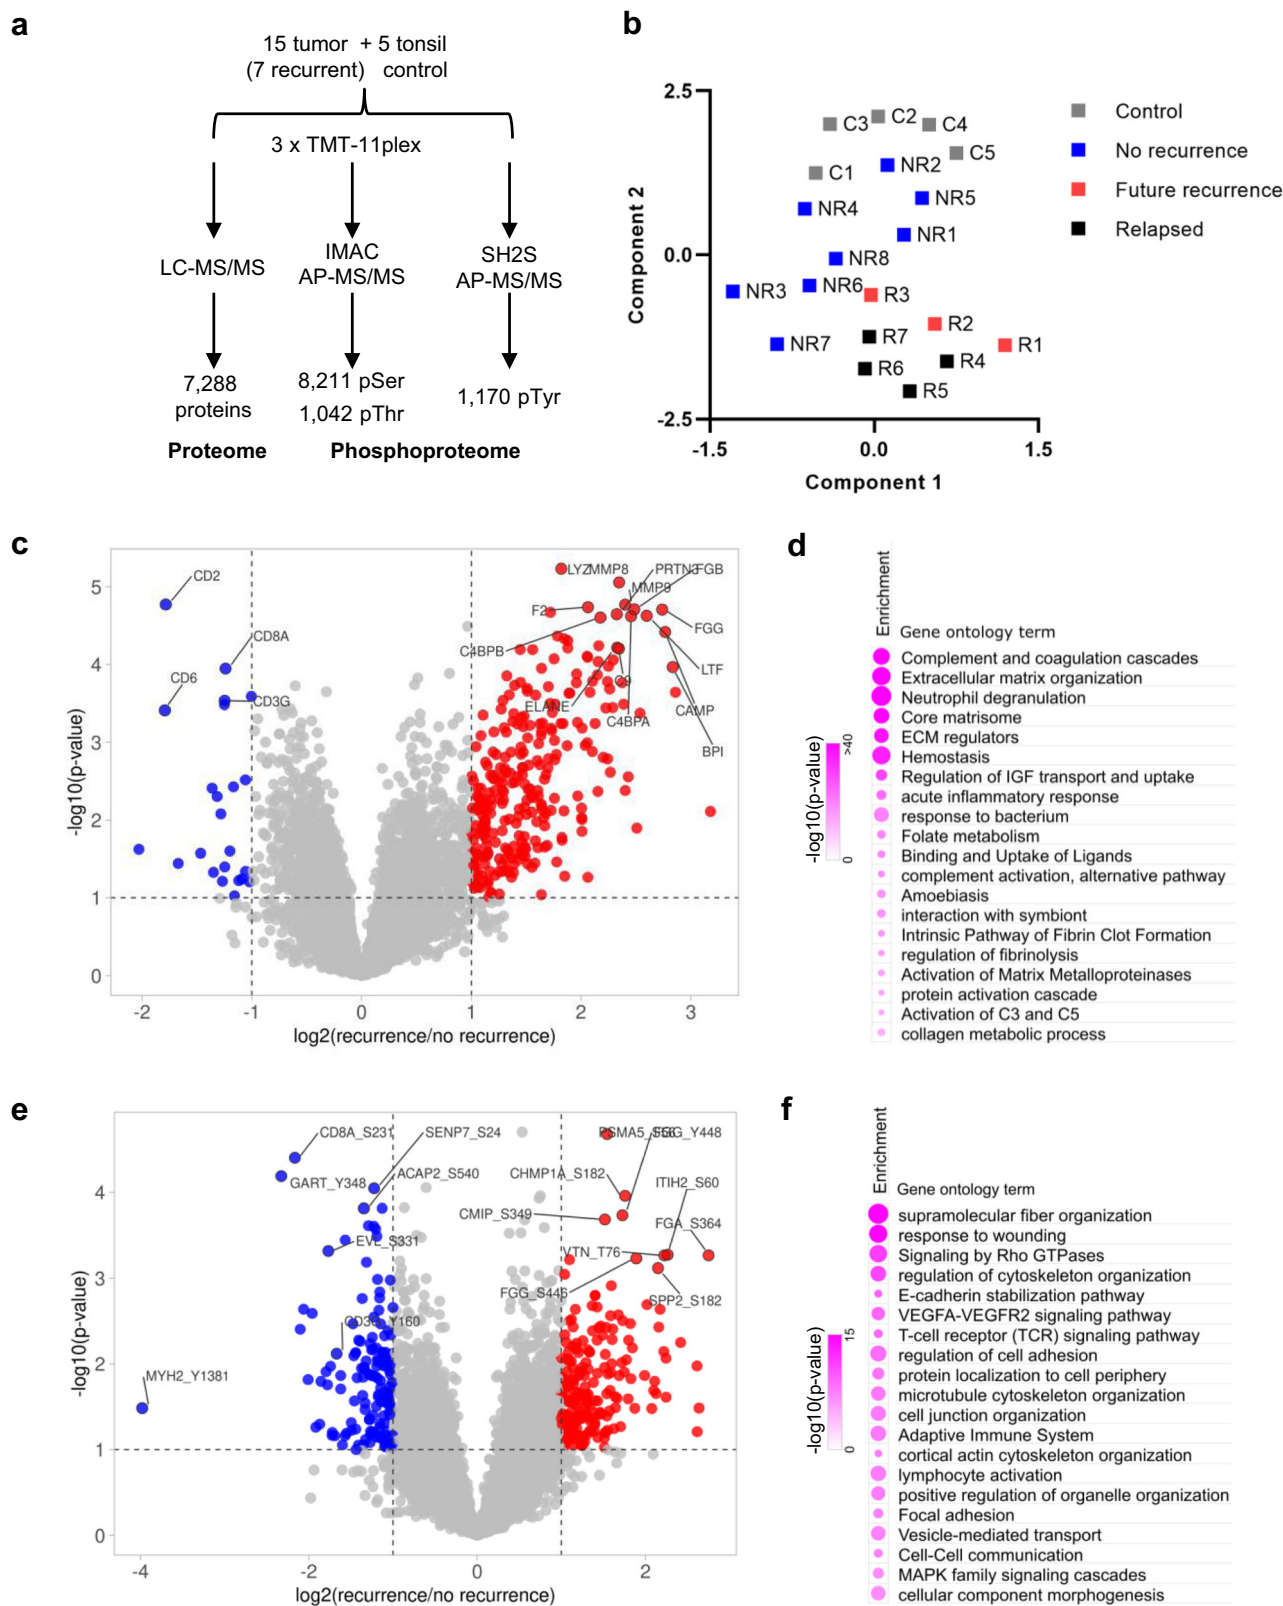 a
15 tumor + 5 tonsil
(7 recurrent) control
3 x TMT-11plex
LC-MS/MS
IMAC
AP-MS/MS
SH2S
AP-MS/MS
7,288
proteins
8,211 pSer
1,042 pThr
1,170 pTyr
Proteome
Phosphoproteome
b
2.5
0.0
-2.5
-1.5
0.0
1.5
Component 2
Component 1
C3
C2
C4
C5
C1
NR2
NR4
NR5
NR1
NR8
NR3
NR6
R3
R2
R1
NR7
R7
R4
R6
R5
Control
No recurrence
Future recurrence
Relapsed
c
5
4
3
2
1
0
-2
-1
0
1
2
3
-log10(p-value)
log2(recurrence/no recurrence)
CD2
CD8A
CD6
CD3G
LYZ
MMP8
PRTN3
FGB
MMP9
F2
FGG
C4BPB
LTF
C9
ELANE
C4BPA
CAMP
BPI
d
Enrichment
Gene ontology term
-log10(p-value)
>40
0
Complement and coagulation cascades
Extracellular matrix organization
Neutrophil degranulation
Core matrisome
ECM regulators
Hemostasis
Regulation of IGF transport and uptake
acute inflammatory response
response to bacterium
Folate metabolism
Binding and Uptake of Ligands
complement activation, alternative pathway
Amoebiasis
interaction with symbiont
Intrinsic Pathway of Fibrin Clot Formation
regulation of fibrinolysis
Activation of Matrix Metalloproteinases
protein activation cascade
Activation of C3 and C5
collagen metabolic process
e
4
3
2
1
0
-4
-2
0
2
-log10(p-value)
log2(recurrence/no recurrence)
CD8A_S231
SENP7_S24
GART_Y348
ACAP2_S540
EVL_S331
CD3G_Y160
MYH2_Y1381
PSMA5_S56
FGG_Y448
CHMP1A_S182
ITIH2_S60
CMIP_S349
FGA_S364
VTN_T76
FGG_S446
SPP2_S182
f
Enrichment
Gene ontology term
-log10(p-value)
15
0
supramolecular fiber organization
response to wounding
Signaling by Rho GTPases
regulation of cytoskeleton organization
E-cadherin stabilization pathway
VEGFA-VEGFR2 signaling pathway
T-cell receptor (TCR) signaling pathway
regulation of cell adhesion
protein localization to cell periphery
microtubule cytoskeleton organization
cell junction organization
Adaptive Immune System
cortical actin cytoskeleton organization
lymphocyte activation
positive regulation of organelle organization
Focal adhesion
Vesicle-mediated transport
Cell-Cell communication
MAPK family signaling cascades
cellular component morphogenesis